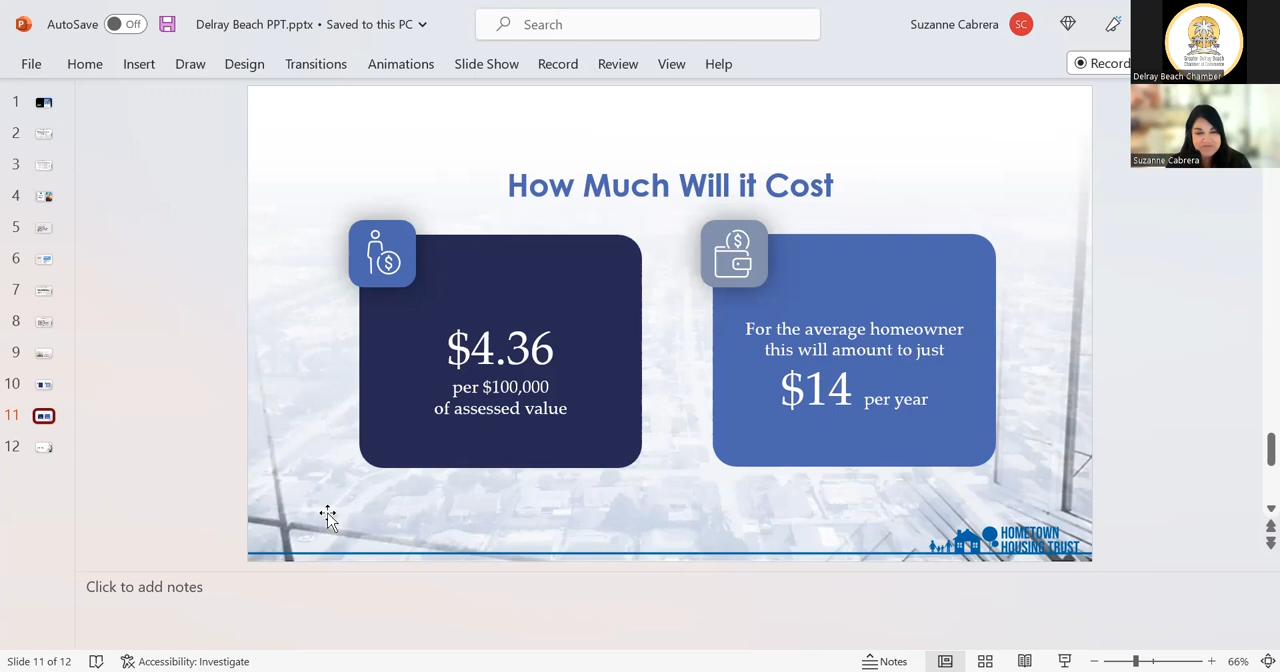 AutoSave Off Delray Beach PPT.pptx • Saved to this PC Search Suzanne Cabrera SC
File Home Insert Draw Design Transitions Animations Slide Show Record Review View Help Record
Delray Beach Chamber
Suzanne Cabrera
1
2
3
4
5
6
7
8
9
10
11
12
How Much Will it Cost
$4.36
per $100,000
of assessed value
For the average homeowner
this will amount to just
$14 per year
HOMETOWN
HOUSING TRUST
Click to add notes
Slide 11 of 12 Accessibility: Investigate Notes 66%